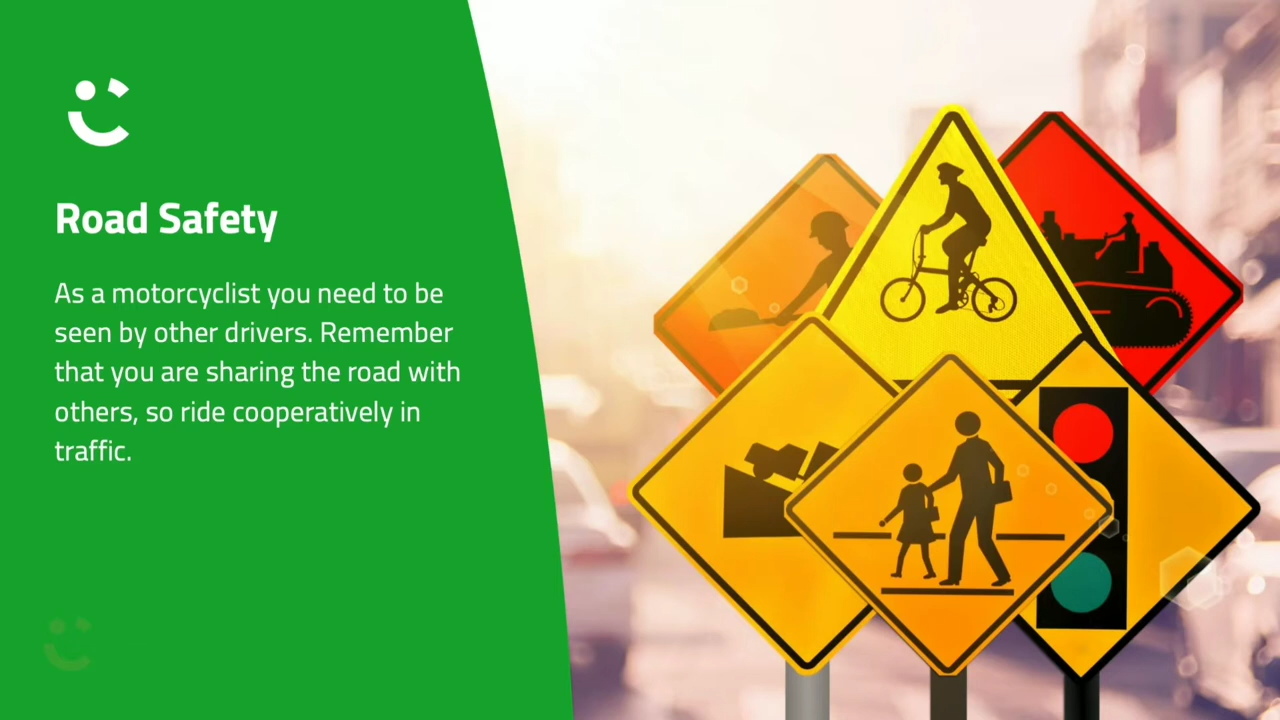 Road Safety
As a motorcyclist you need to be
seen by other drivers. Remember
that you are sharing the road with
others, so ride cooperatively in
traffic.